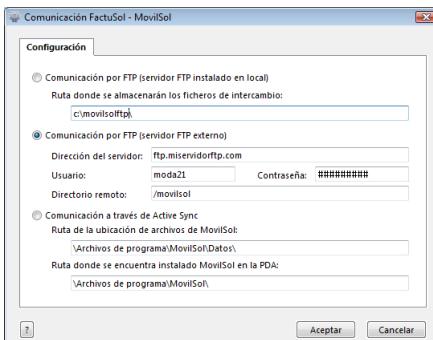 Comunicación FactuSol - MovilSol
Configuración
Comunicación por FTP (servidor FTP instalado en local)
Ruta donde se almacenarán los ficheros de intercambio:
c:\movilsolftp\
Comunicación por FTP (servidor FTP externo)
Dirección del servidor: ftp.miservidorftp.com
Usuario: moda21 Contraseña: #########
Directorio remoto: /movilsol
Comunicación a través de Active Sync
Ruta de la ubicación de archivos de MovilSol:
\Archivos de programa\MovilSol\Datos\
Ruta donde se encuentra instalado MovilSol en la PDA:
\Archivos de programa\MovilSol\
? Aceptar Cancelar